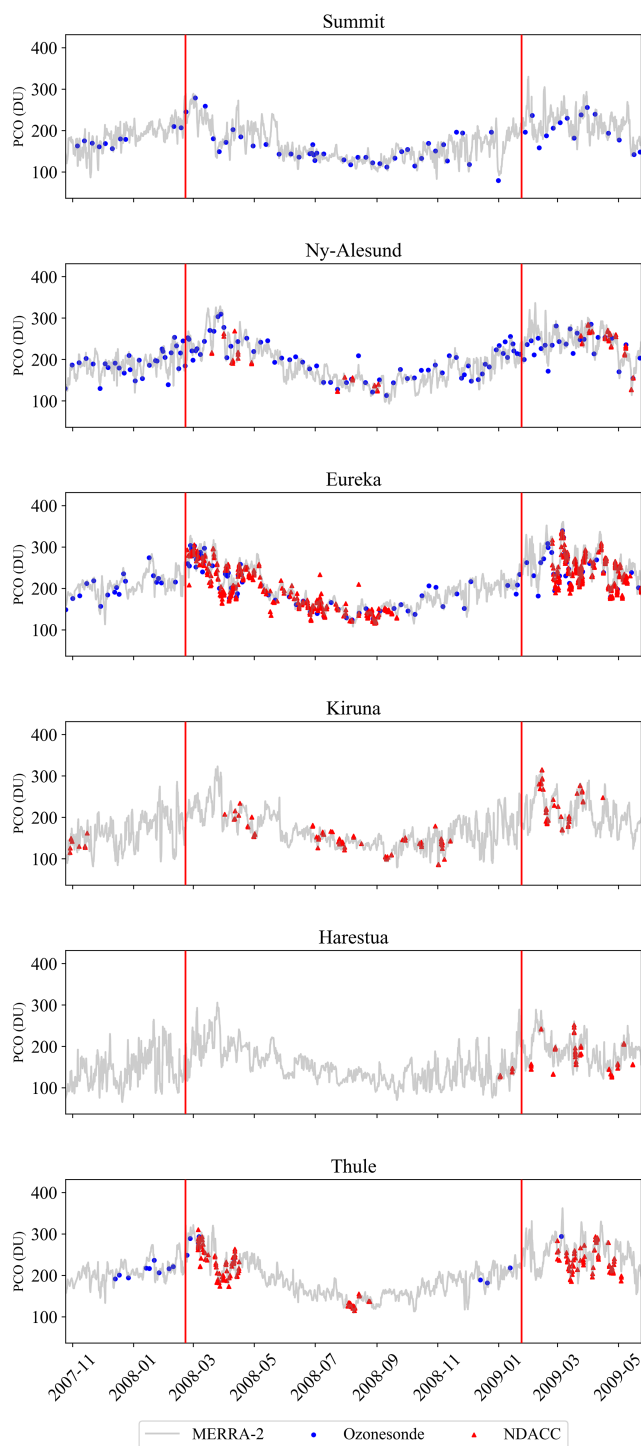 Summit
400
300
200
100
PCO (DU)
Ny-Alesund
400
300
200
100
PCO (DU)
Eureka
400
300
200
100
PCO (DU)
Kiruna
400
300
200
100
PCO (DU)
Harestua
400
300
200
100
PCO (DU)
Thule
400
300
200
100
PCO (DU)
2007-11 2008-01 2008-03 2008-05 2008-07 2008-09 2008-11 2009-01 2009-03 2009-05
MERRA-2 Ozonesonde NDACC